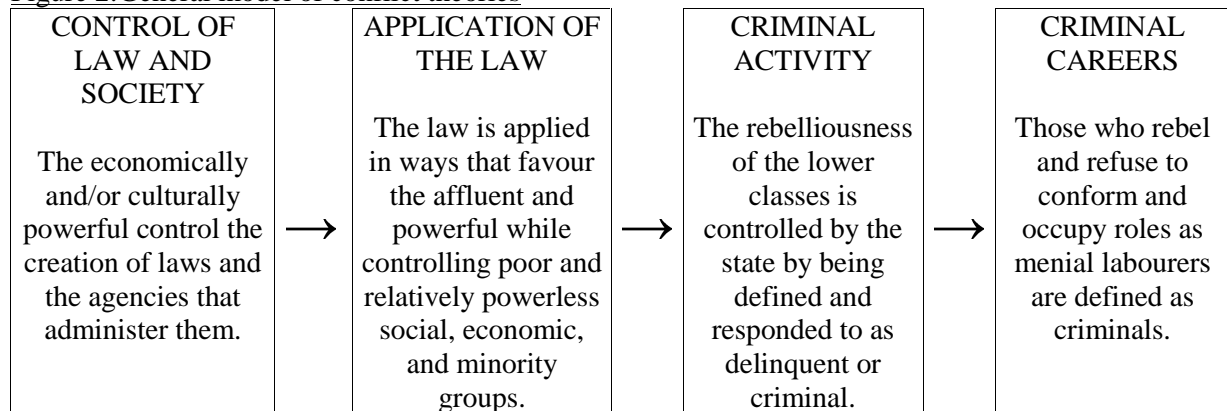 Figure 2: General model of conflict theories
CONTROL OF
LAW AND
SOCIETY
The economically
and/or culturally
powerful control the
creation of laws and
the agencies that
administer them.
APPLICATION OF
THE LAW
The law is applied
in ways that favour
the affluent and
powerful while
controlling poor and
relatively powerless
social, economic,
and minority
groups.
CRIMINAL
ACTIVITY
The rebelliousness
of the lower
classes is
controlled by the
state by being
defined and
responded to as
delinquent or
criminal.
CRIMINAL
CAREERS
Those who rebel
and refuse to
conform and
occupy roles as
menial labourers
are defined as
criminals.